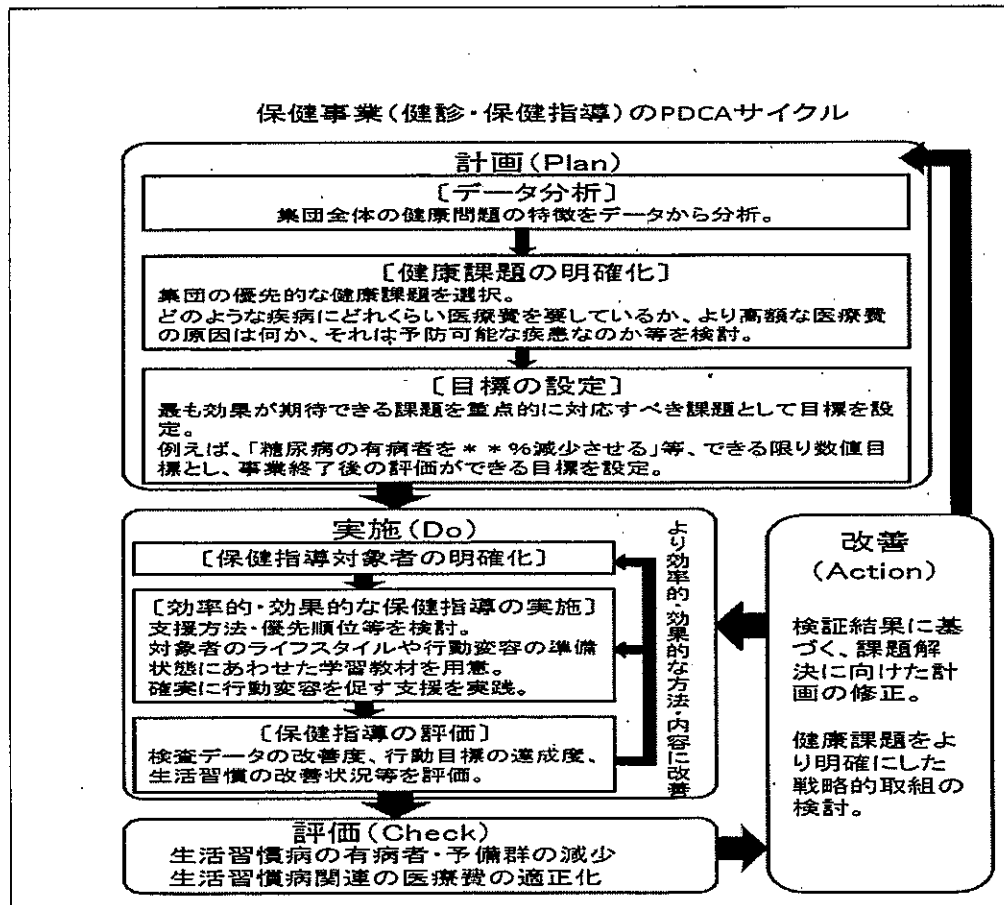 保健事業(健診・保健指導)のPDCAサイクル
計画(Plan)
[データ分析]
集団全体の健康問題の特徴をデータから分析。
[健康課題の明確化]
集団の優先的な健康課題を選択。
どのような疾病にどれくらい医療費を要しているか、より高額な医療費
の原因は何か、それは予防可能な疾患なのか等を検討。
[目標の設定]
最も効果が期待できる課題を重点的に対応すべき課題として目標を設
定。
例えば、「糖尿病の有病者を**%減少させる」等、できる限り数値目
標とし、事業終了後の評価ができる目標を設定。
実施(Do)
[保健指導対象者の明確化]
[効率的・効果的な保健指導の実施]
支援方法・優先順位等を検討。
対象者のライフスタイルや行動変容の準備
状態にあわせた学習教材を用意。
確実に行動変容を促す支援を実践。
[保健指導の評価]
検査データの改善度、行動目標の達成度、
生活習慣の改善状況等を評価。
より効率的・効果的な方法・内容に改善
評価(Check)
生活習慣病の有病者・予備群の減少
生活習慣病関連の医療費の適正化
改善
(Action)
検証結果に基
づく、課題解
決に向けた計
画の修正。
健康課題をよ
り明確にした
戦略的取組の
検討。